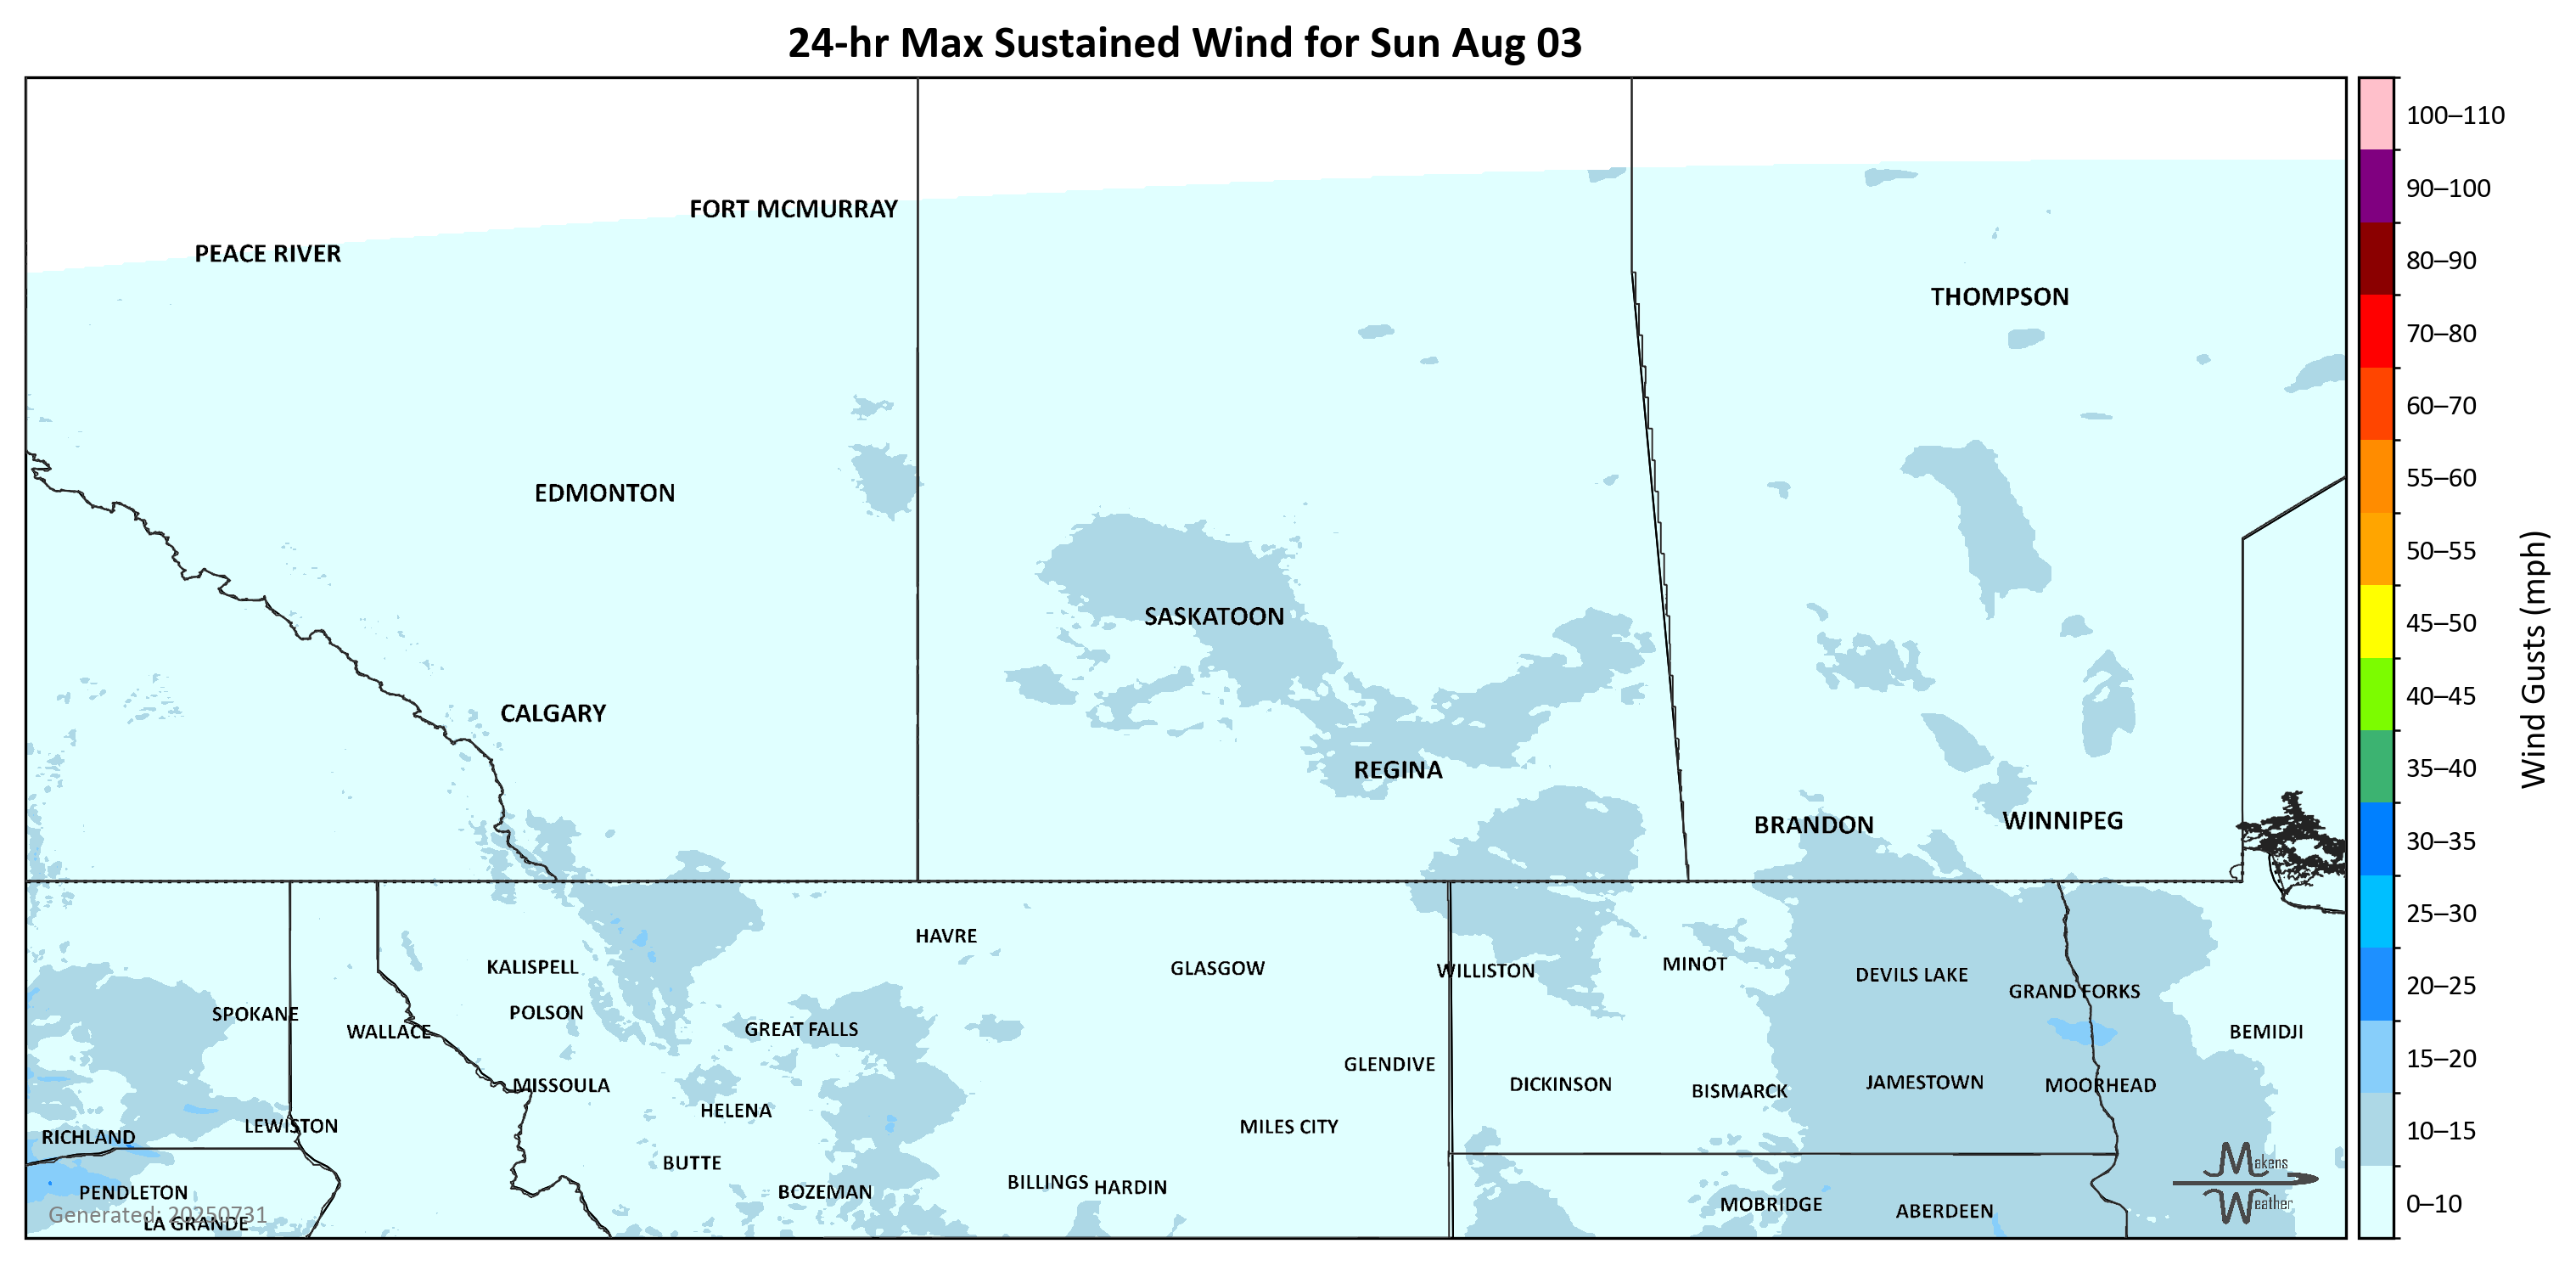 24-hr Max Sustained Wind for Sun Aug 03
100–110
90–100
80–90
70–80
60–70
55–60
50–55
45–50
40–45
35–40
30–35
25–30
20–25
15–20
10–15
0–10
Wind Gusts (mph)
FORT MCMURRAY
PEACE RIVER
THOMPSON
EDMONTON
SASKATOON
CALGARY
REGINA
BRANDON
WINNIPEG
HAVRE
KALISPELL
GLASGOW
WILLISTON
MINOT
DEVILS LAKE
GRAND FORKS
SPOKANE
POLSON
WALLACE
GREAT FALLS
BEMIDJI
GLENDIVE
MISSOULA
DICKINSON
BISMARCK
JAMESTOWN
MOORHEAD
HELENA
LEWISTON
MILES CITY
RICHLAND
BUTTE
BILLINGS
HARDIN
PENDLETON
BOZEMAN
MOBRIDGE
ABERDEEN
LA GRANDE
Generated: 20250731
Makens
Weather